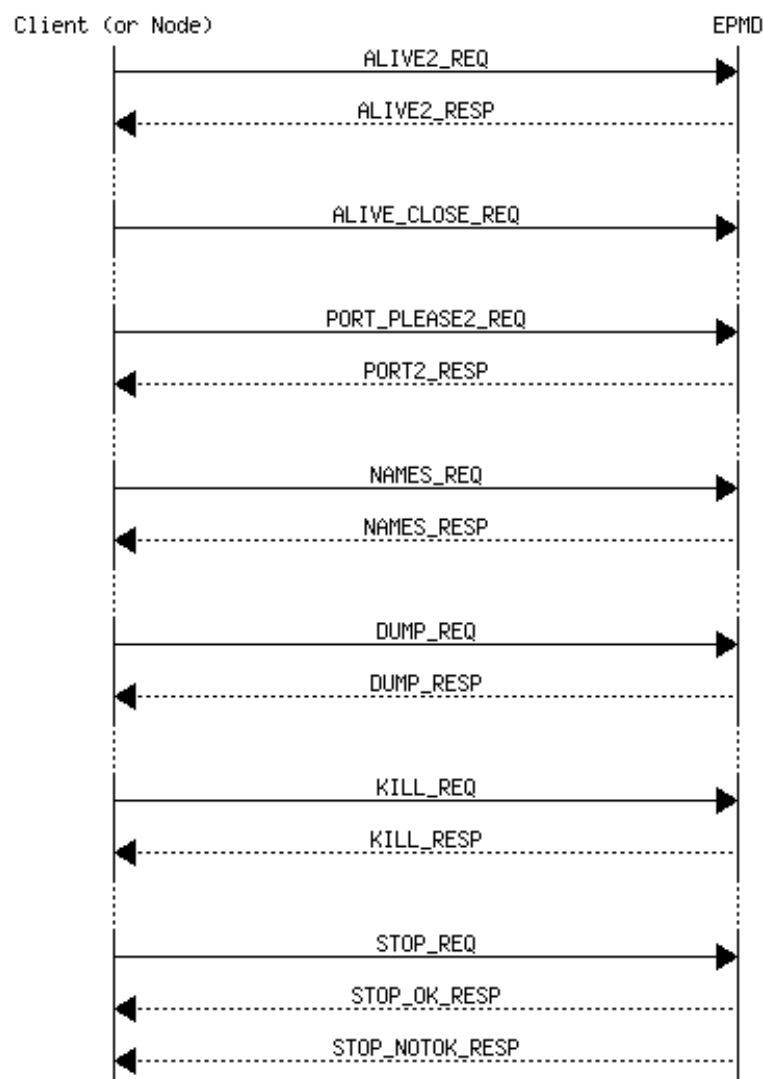 Client (or Node) EPMD
ALIVE2_REQ
ALIVE2_RESP
ALIVE_CLOSE_REQ
PORT_PLEASE2_REQ
PORT2_RESP
NAMES_REQ
NAMES_RESP
DUMP_REQ
DUMP_RESP
KILL_REQ
KILL_RESP
STOP_REQ
STOP_OK_RESP
STOP_NOTOK_RESP